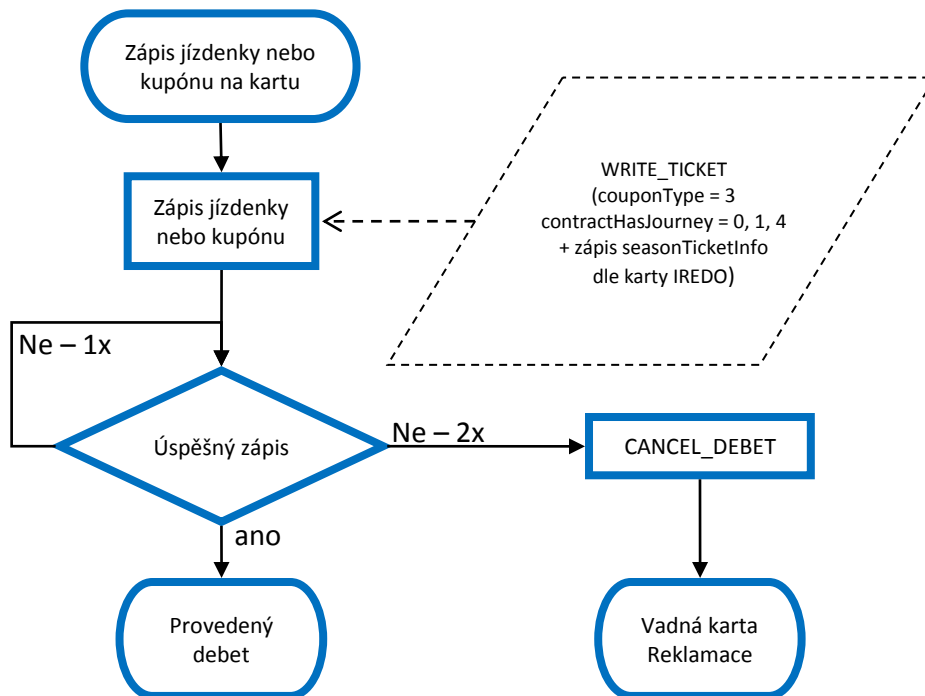 Zápis jízdenky nebo
kupónu na kartu
WRITE_TICKET
(couponType = 3
contractHasJourney = 0, 1, 4
+ zápis seasonTicketInfo
dle karty IREDO)
Zápis jízdenky
nebo kupónu
Ne – 1x
Úspěšný zápis
Ne – 2x
CANCEL_DEBET
ano
Provedený
debet
Vadná karta
Reklamace